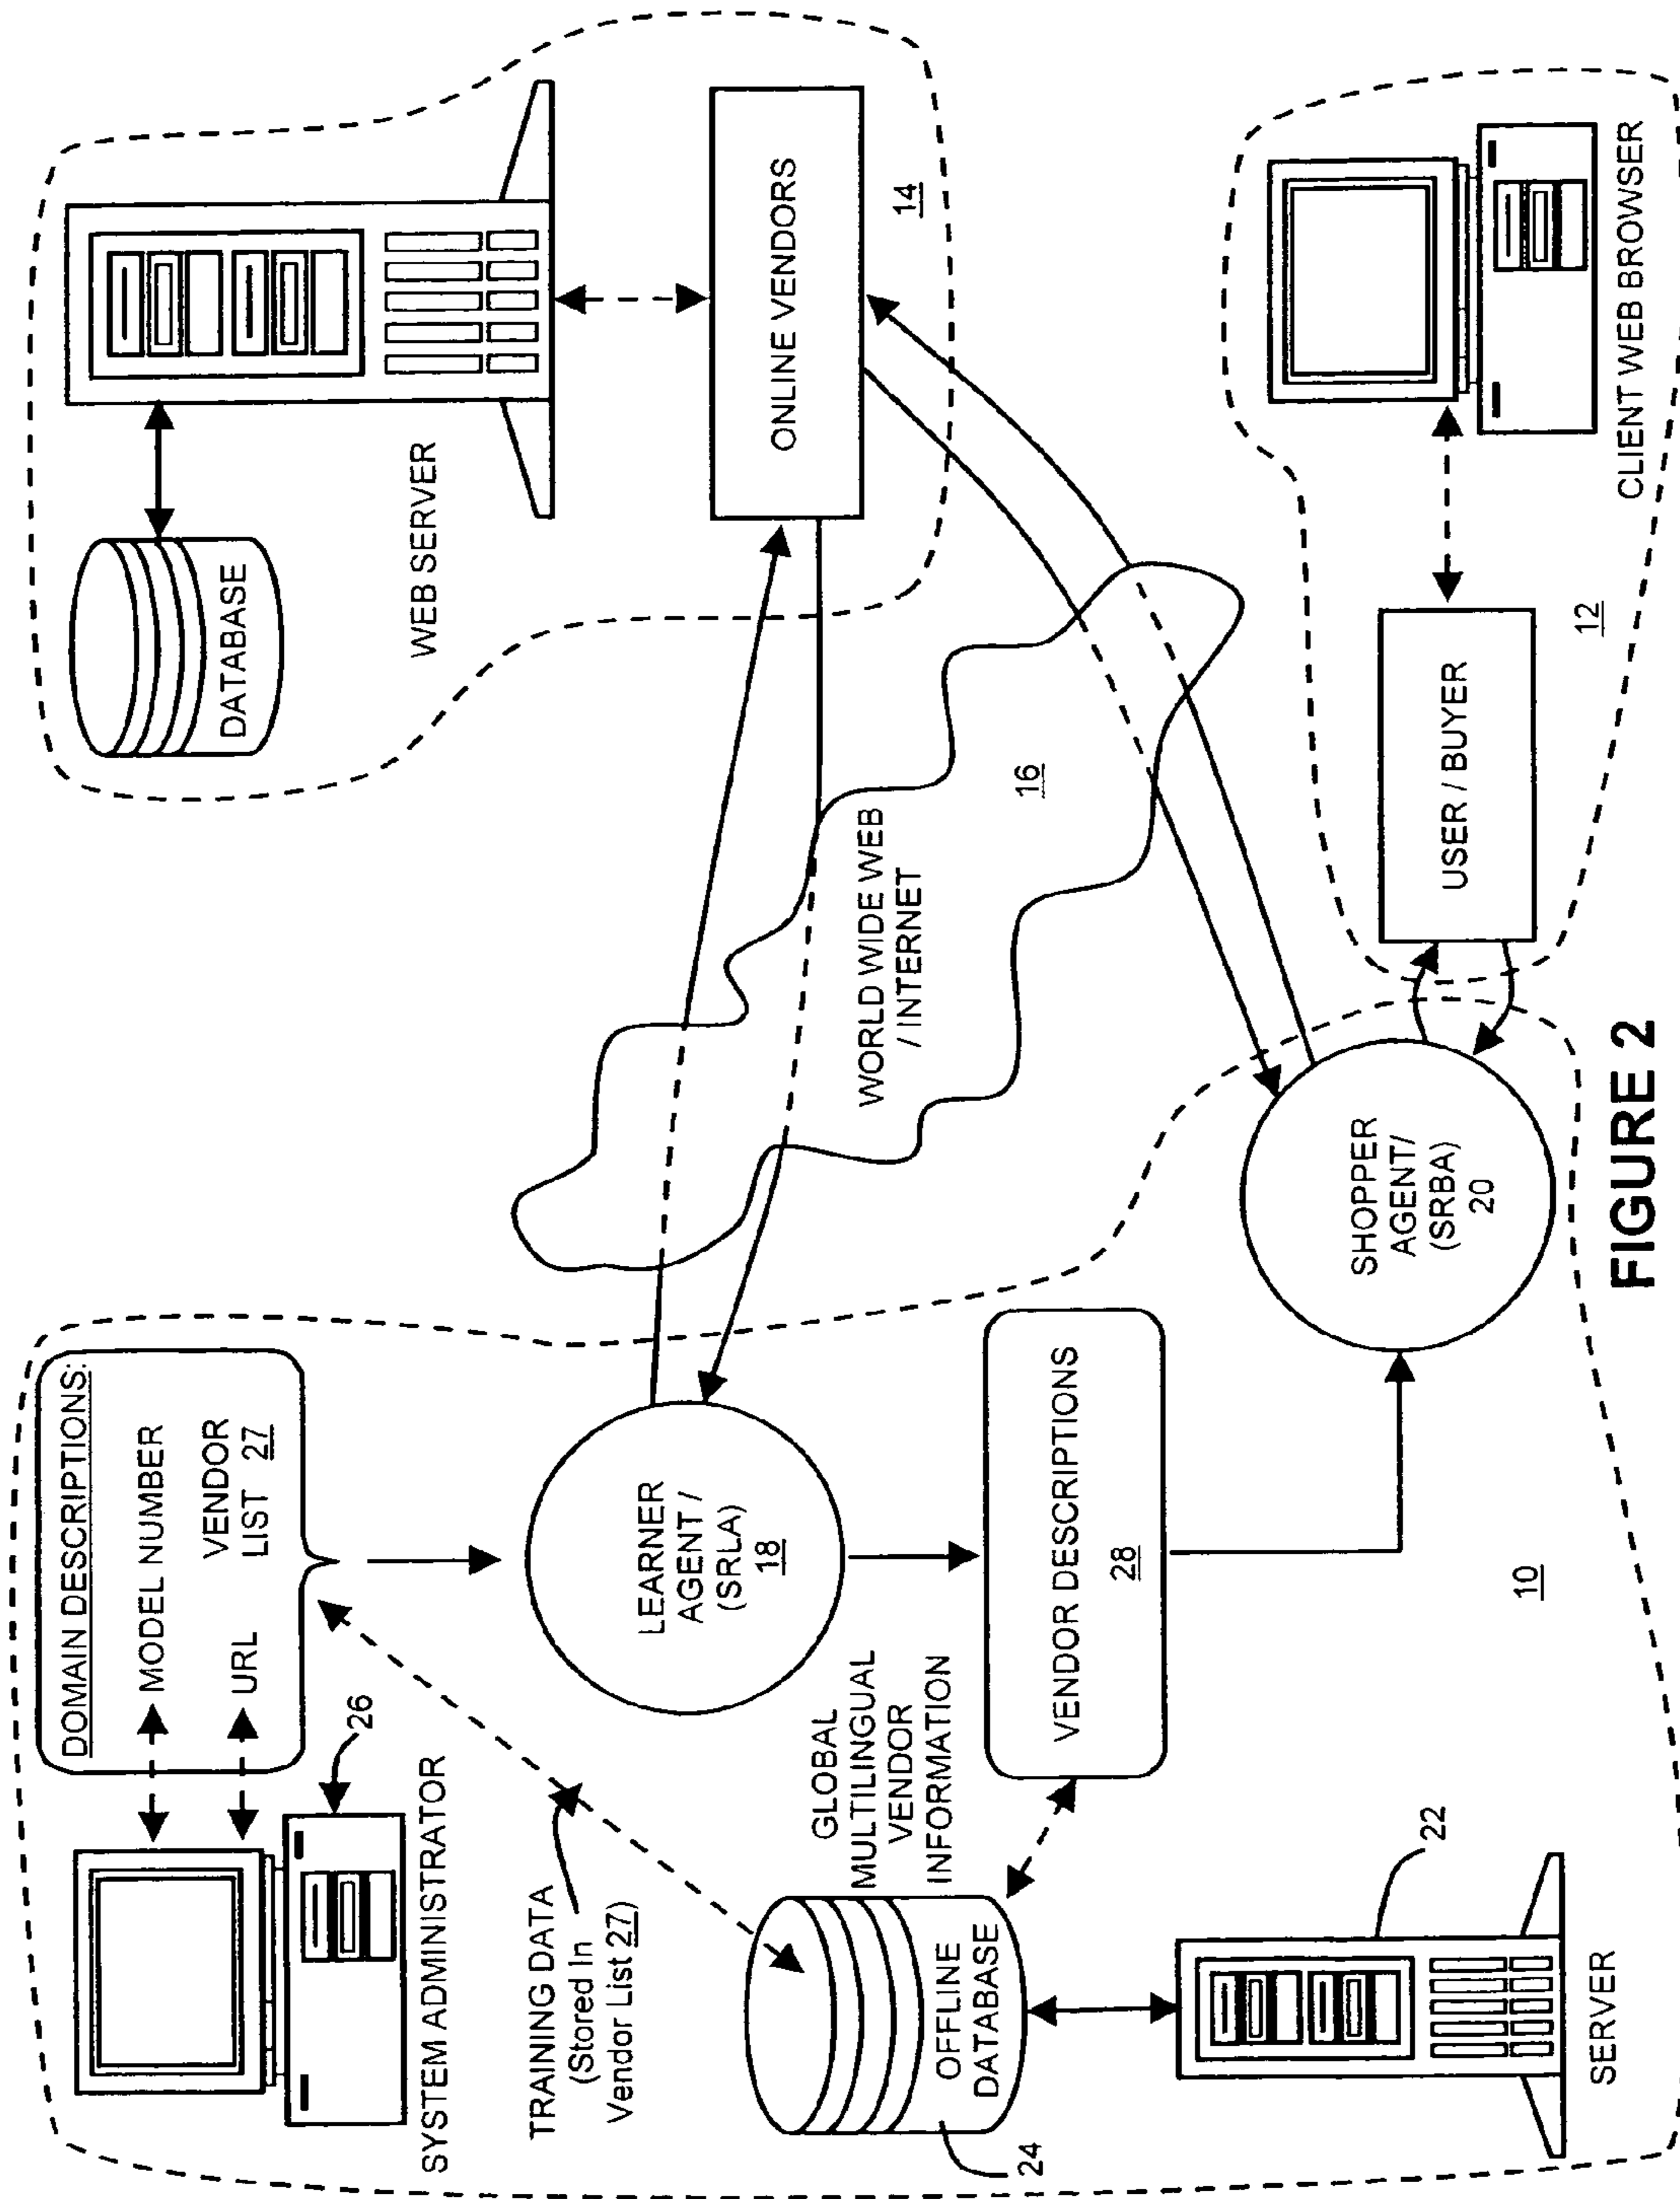 DOMAIN DESCRIPTIONS:
MODEL NUMBER
URL
VENDOR
LIST 27
26
SYSTEM ADMINISTRATOR
TRAINING DATA
(Stored In
Vendor List 27)
LEARNER
AGENT /
(SRLA)
18
GLOBAL
MULTILINGUAL
VENDOR
INFORMATION
OFFLINE
DATABASE
24
VENDOR DESCRIPTIONS
28
22
SERVER
10
SHOPPER
AGENT/
(SRBA)
20
WORLD WIDE WEB
/ INTERNET
16
DATABASE
WEB SERVER
ONLINE VENDORS
14
USER / BUYER
12
CLIENT WEB BROWSER
FIGURE 2